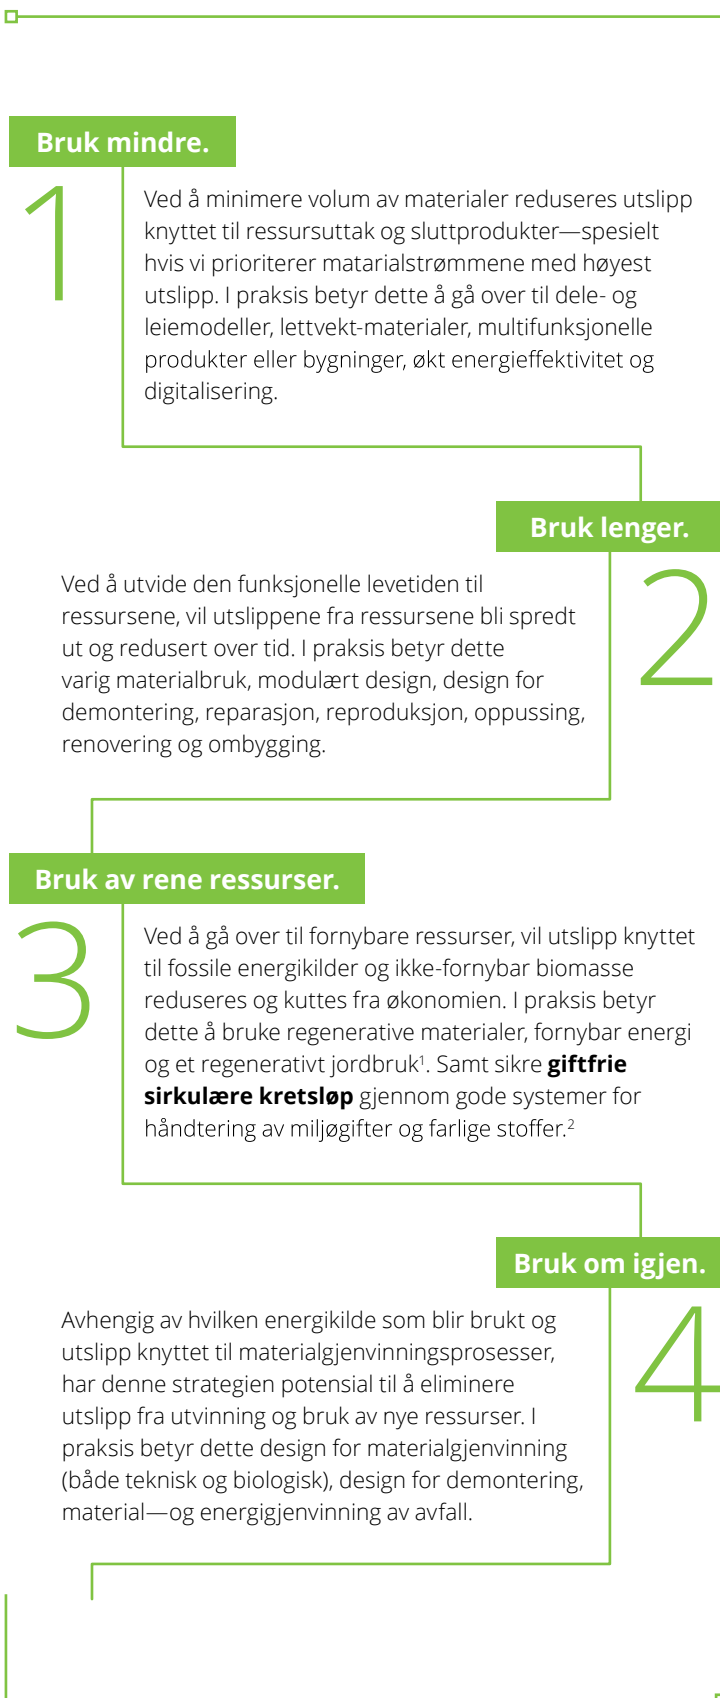 Bruk mindre.
1
Ved å minimere volum av materialer reduseres utslipp
knyttet til ressursuttak og sluttprodukter—spesielt
hvis vi prioriterer matarialstrømmene med høyest
utslipp. I praksis betyr dette å gå over til dele- og
leiemodeller, lettvekt-materialer, multifunksjonelle
produkter eller bygninger, økt energieffektivitet og
digitalisering.
Bruk lenger.
2
Ved å utvide den funksjonelle levetiden til
ressursene, vil utslippene fra ressursene bli spredt
ut og redusert over tid. I praksis betyr dette
varig materialbruk, modulært design, design for
demontering, reparasjon, reproduksjon, oppussing,
renovering og ombygging.
Bruk av rene ressurser.
3
Ved å gå over til fornybare ressurser, vil utslipp knyttet
til fossile energikilder og ikke-fornybar biomasse
reduseres og kuttes fra økonomien. I praksis betyr
dette å bruke regenerative materialer, fornybar energi
og et regenerativt jordbruk¹. Samt sikre giftfrie
sirkulære kretsløp gjennom gode systemer for
håndtering av miljøgifter og farlige stoffer.²
Bruk om igjen.
4
Avhengig av hvilken energikilde som blir brukt og
utslipp knyttet til materialgjenvinningsprosesser,
har denne strategien potensial til å eliminere
utslipp fra utvinning og bruk av nye ressurser. I
praksis betyr dette design for materialgjenvinning
(både teknisk og biologisk), design for demontering,
material—og energigjenvinning av avfall.